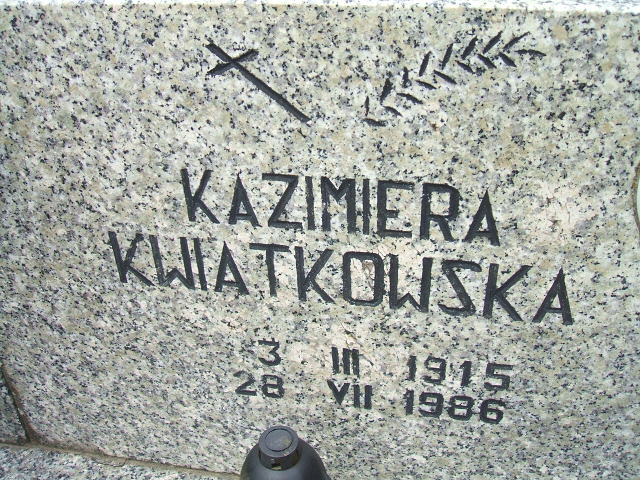 KAZIMIERA
KWIATKOWSKA
3 III 1915
28 VII 1986